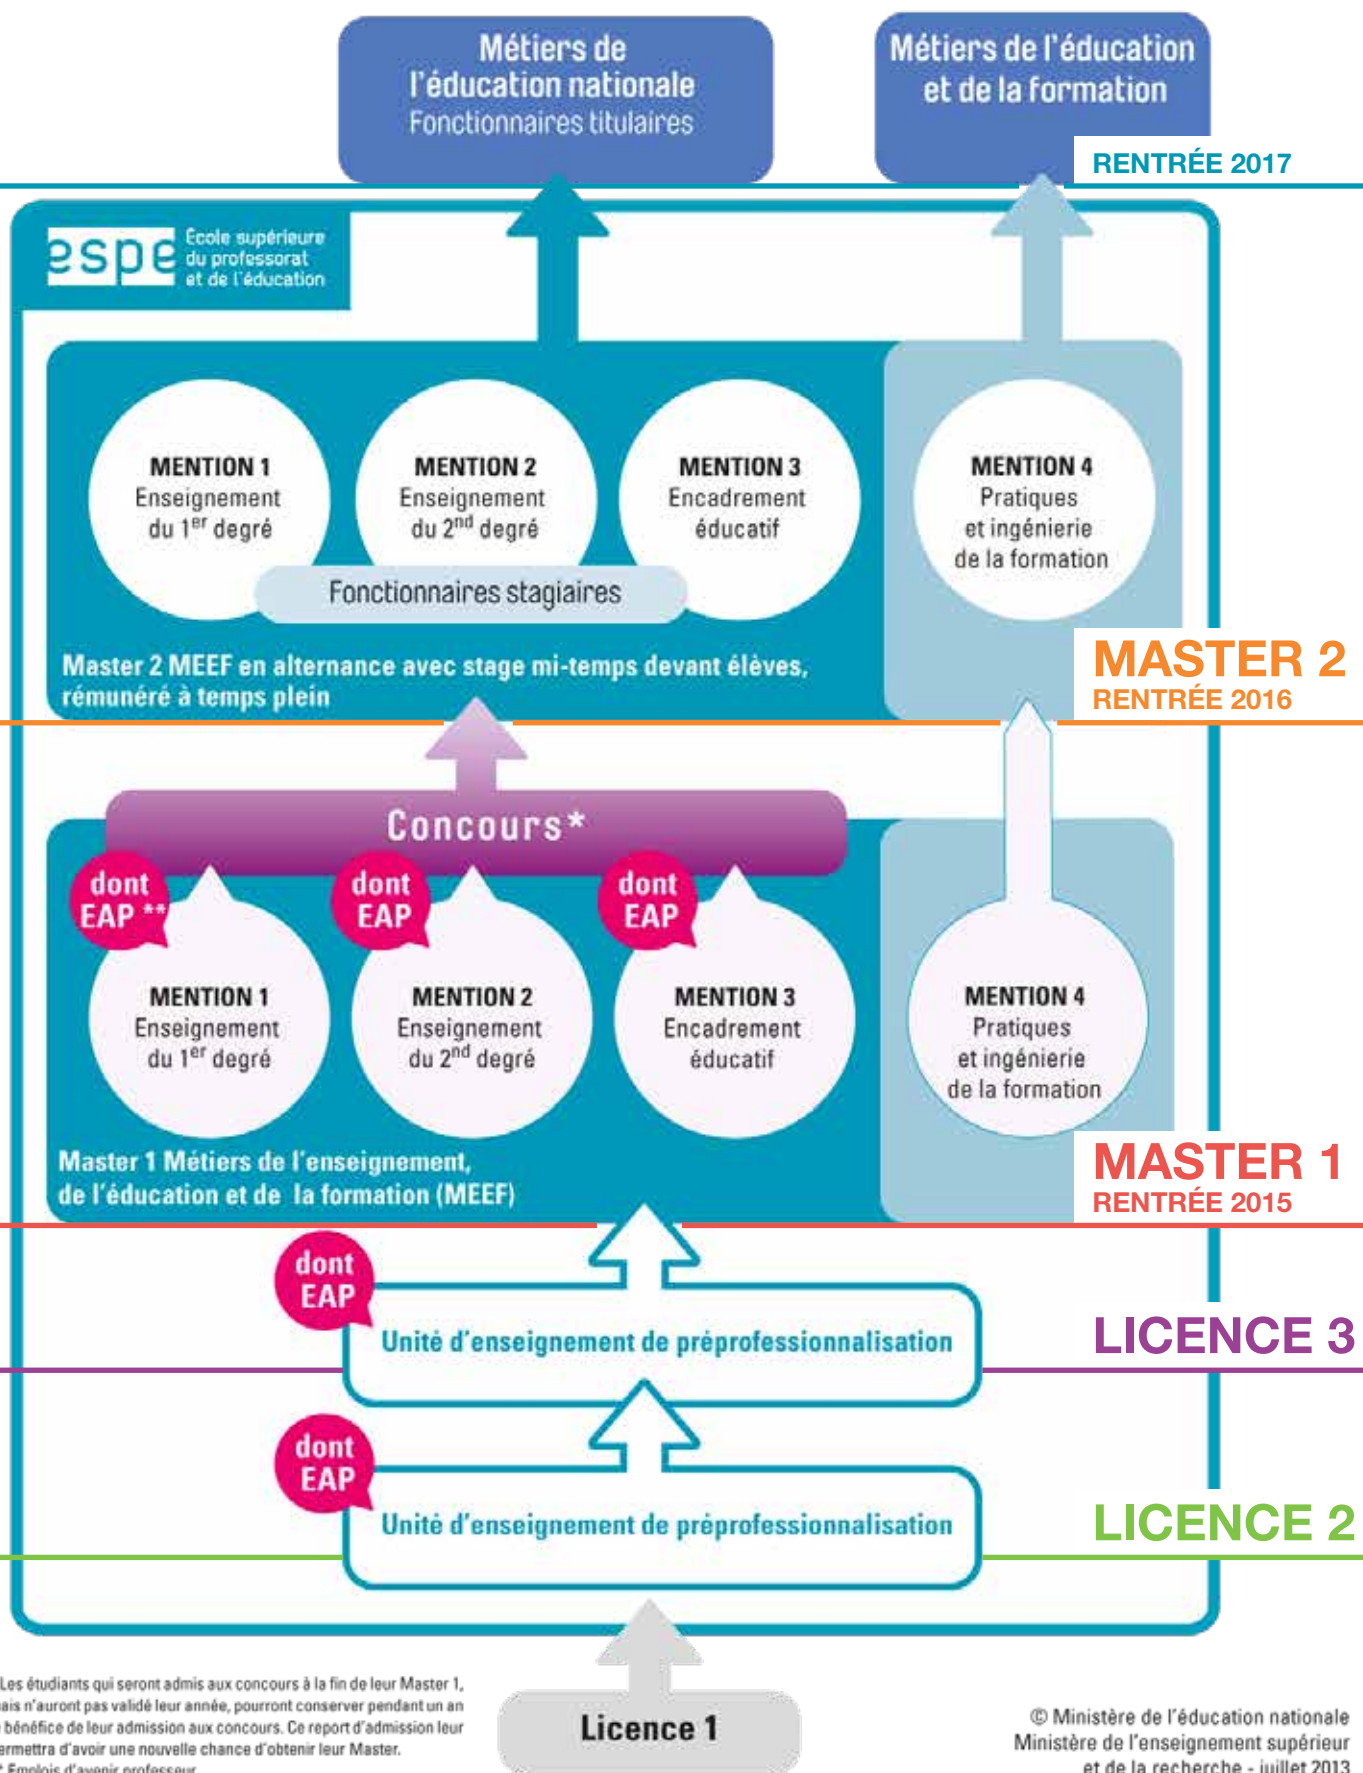 Métiers de
l'éducation nationale
Fonctionnaires titulaires
Métiers de l'éducation
et de la formation
RENTRÉE 2017
espe
École supérieure
du professorat
et de l'éducation
MENTION 1
Enseignement
du 1er degré
MENTION 2
Enseignement
du 2nd degré
MENTION 3
Encadrement
éducatif
MENTION 4
Pratiques
et ingénierie
de la formation
Fonctionnaires stagiaires
Master 2 MEEF en alternance avec stage mi-temps devant élèves,
rémunéré à temps plein
MASTER 2
RENTRÉE 2016
Concours*
dont
EAP **
dont
EAP
dont
EAP
MENTION 1
Enseignement
du 1er degré
MENTION 2
Enseignement
du 2nd degré
MENTION 3
Encadrement
éducatif
MENTION 4
Pratiques
et ingénierie
de la formation
Master 1 Métiers de l'enseignement,
de l'éducation et de la formation (MEEF)
MASTER 1
RENTRÉE 2015
dont
EAP
Unité d'enseignement de préprofessionnalisation
LICENCE 3
dont
EAP
Unité d'enseignement de préprofessionnalisation
LICENCE 2
Licence 1
Les étudiants qui seront admis aux concours à la fin de leur Master 1,
ais n'auront pas validé leur année, pourront conserver pendant un an
bénéfice de leur admission aux concours. Ce report d'admission leur
ermettra d'avoir une nouvelle chance d'obtenir leur Master.
* Emplois d'avenir professeur
© Ministère de l'éducation nationale
Ministère de l'enseignement supérieur
et de la recherche - juillet 2013